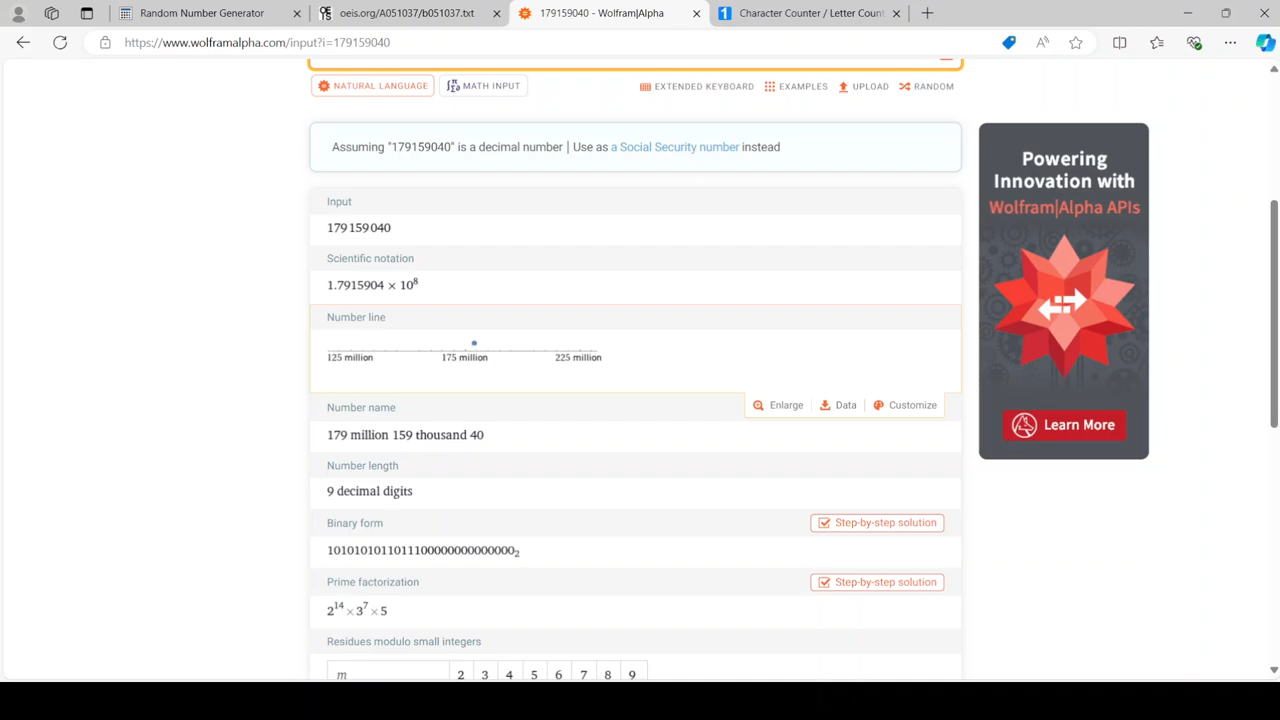 Random Number Generator
oeis.org/A051037/b051037.txt
179159040 - Wolfram|Alpha
Character Counter / Letter Count
https://www.wolframalpha.com/input?i=179159040
NATURAL LANGUAGE
MATH INPUT
EXTENDED KEYBOARD
EXAMPLES
UPLOAD
RANDOM
Assuming "179159040" is a decimal number | Use as a Social Security number instead
Input
179 159 040
Scientific notation
1.7915904 × 10⁸
Number line
125 million 175 million 225 million
Enlarge Data Customize
Number name
179 million 159 thousand 40
Number length
9 decimal digits
Binary form
Step-by-step solution
Prime factorization
Step-by-step solution
2¹⁴ × 3⁷ × 5
Residues modulo small integers
m 2 3 4 5 6 7 8 9
Powering
Innovation with
Wolfram|Alpha APIs
Learn More